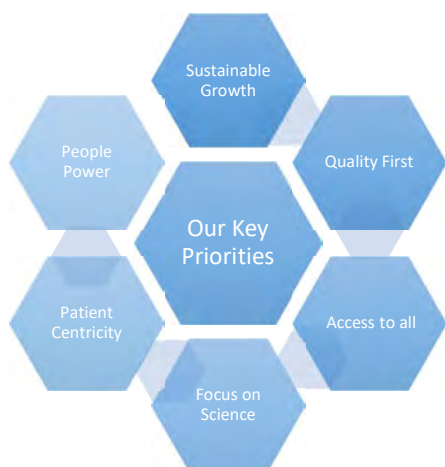 Sustainable
Growth
People
Power
Quality First
Our Key
Priorities
Patient
Centricity
Access to all
Focus on
Science